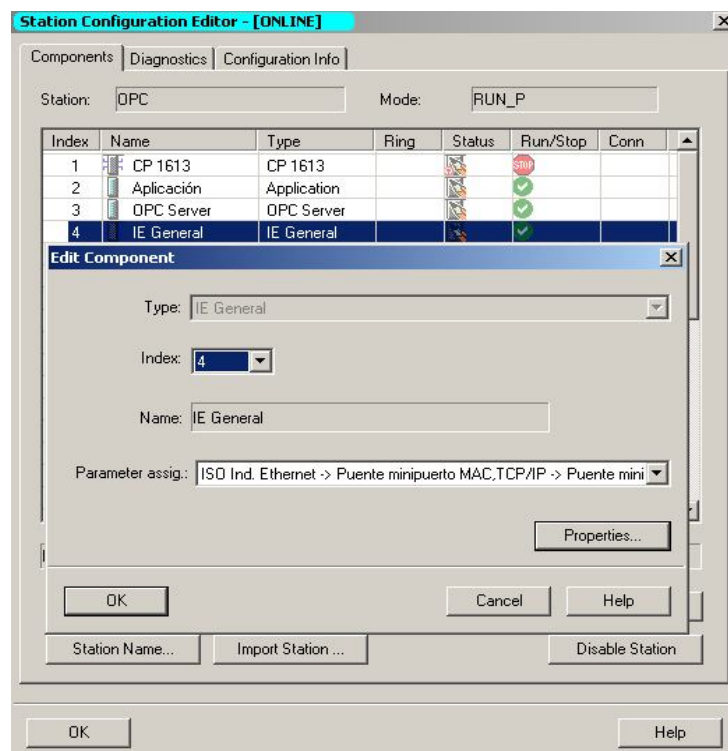 Station Configuration Editor - [ONLINE]
Components Diagnostics Configuration Info
Station: OPC Mode: RUN_P
Index Name Type Ring Status Run/Stop Conn
1 CP 1613 CP 1613 STOP
2 Aplicación Application
3 OPC Server OPC Server
4 IE General IE General
Edit Component
Type: IE General
Index: 4
Name: IE General
Parameter assig.: ISO Ind. Ethernet -> Puente minipuerto MAC,TCP/IP -> Puente mini
Properties...
OK Cancel Help
Station Name... Import Station ... Disable Station
OK Help